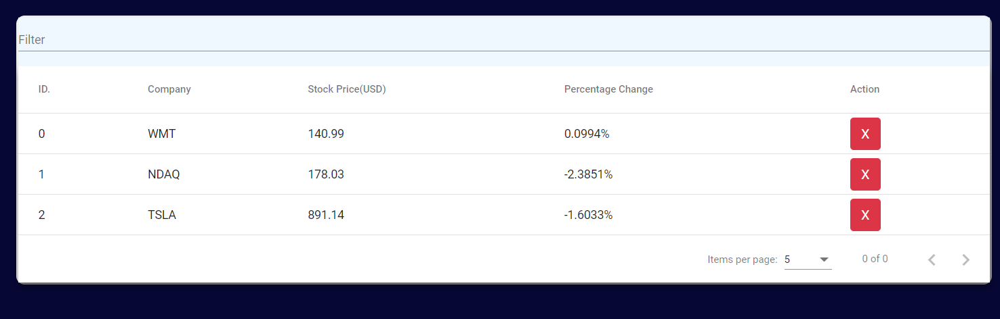 Filter
ID. Company Stock Price(USD) Percentage Change Action
0 WMT 140.99 0.0994% X
1 NDAQ 178.03 -2.3851% X
2 TSLA 891.14 -1.6033% X
Items per page: 5 0 of 0